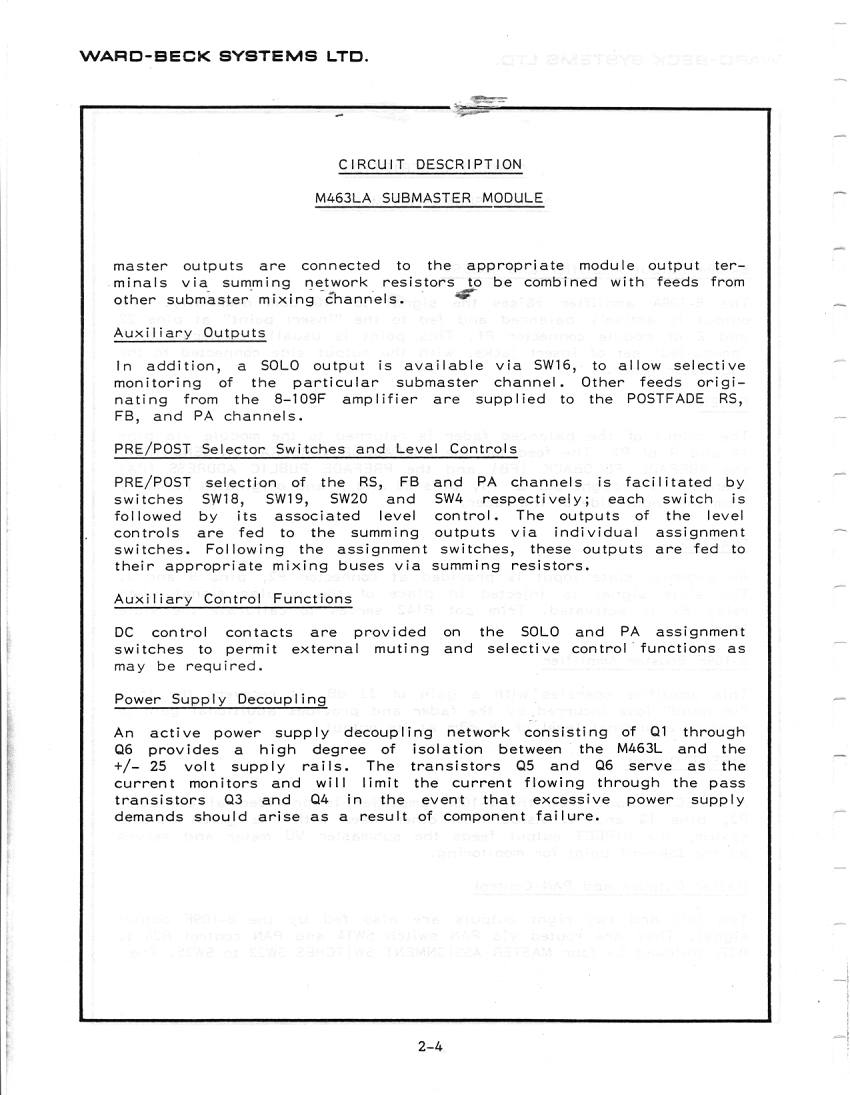 WARD-BECK SYSTEMS LTD.
CIRCUIT DESCRIPTION
M463LA SUBMASTER MODULE
master outputs are connected to the appropriate module output ter-
minals via summing network resistors to be combined with feeds from
other submaster mixing channels.
Auxiliary Outputs
In addition, a SOLO output is available via SW16, to allow selective
monitoring of the particular submaster channel. Other feeds origi-
nating from the 8-109F amplifier are supplied to the POSTFADE RS,
FB, and PA channels.
PRE/POST Selector Switches and Level Controls
PRE/POST selection of the RS, FB and PA channels is facilitated by
switches SW18, SW19, SW20 and SW4 respectively; each switch is
followed by its associated level control. The outputs of the level
controls are fed to the summing outputs via individual assignment
switches. Following the assignment switches, these outputs are fed to
their appropriate mixing buses via summing resistors.
Auxiliary Control Functions
DC control contacts are provided on the SOLO and PA assignment
switches to permit external muting and selective control functions as
may be required.
Power Supply Decoupling
An active power supply decoupling network consisting of Q1 through
Q6 provides a high degree of isolation between the M463L and the
+/- 25 volt supply rails. The transistors Q5 and Q6 serve as the
current monitors and will limit the current flowing through the pass
transistors Q3 and Q4 in the event that excessive power supply
demands should arise as a result of component failure.
2-4